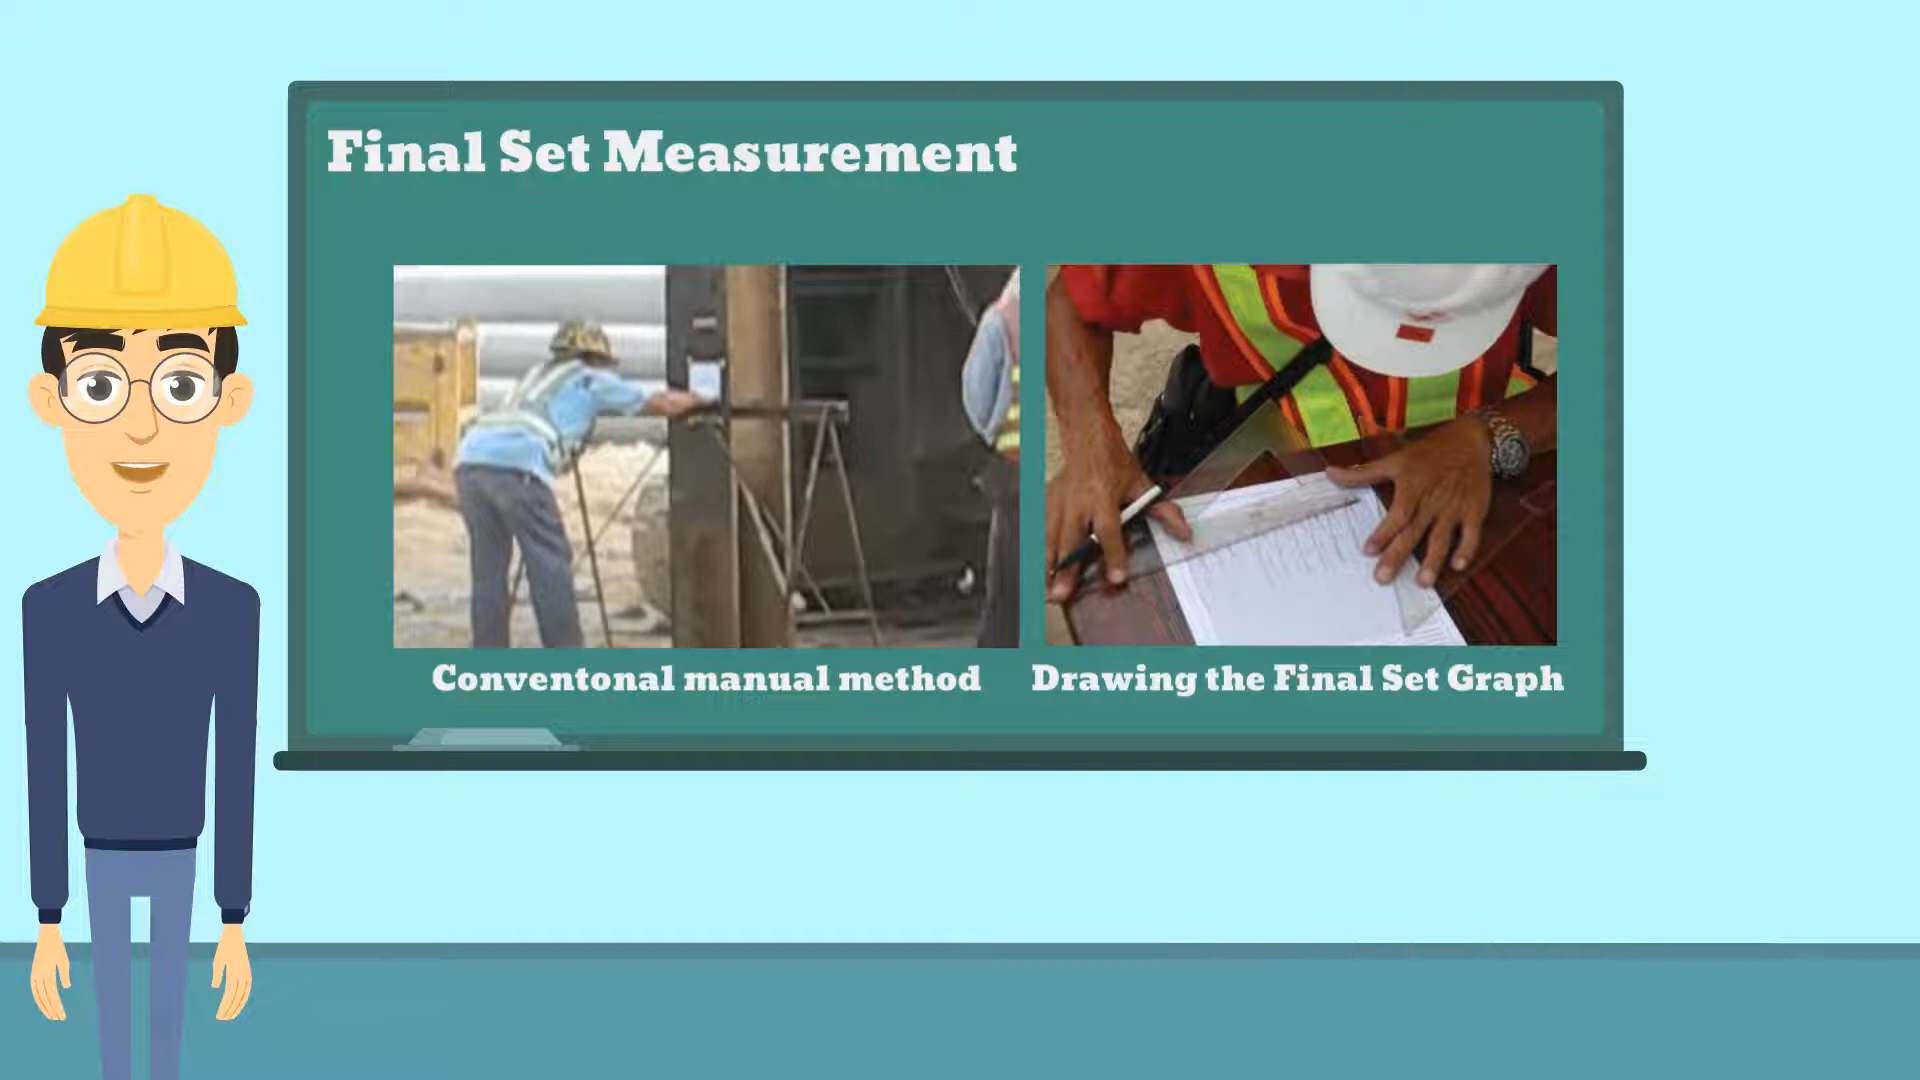 Final Set Measurement
Conventonal manual method
Drawing the Final Set Graph